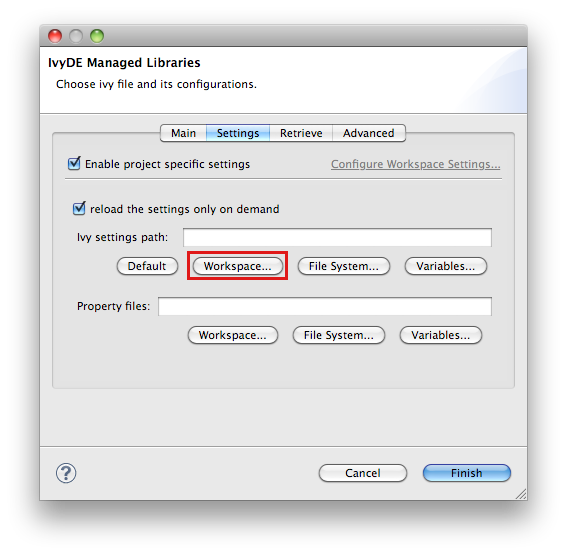 IvyDE Managed Libraries
Choose ivy file and its configurations.
Main Settings Retrieve Advanced
Enable project specific settings Configure Workspace Settings...
reload the settings only on demand
Ivy settings path:
Default Workspace... File System... Variables...
Property files:
Workspace... File System... Variables...
? Cancel Finish